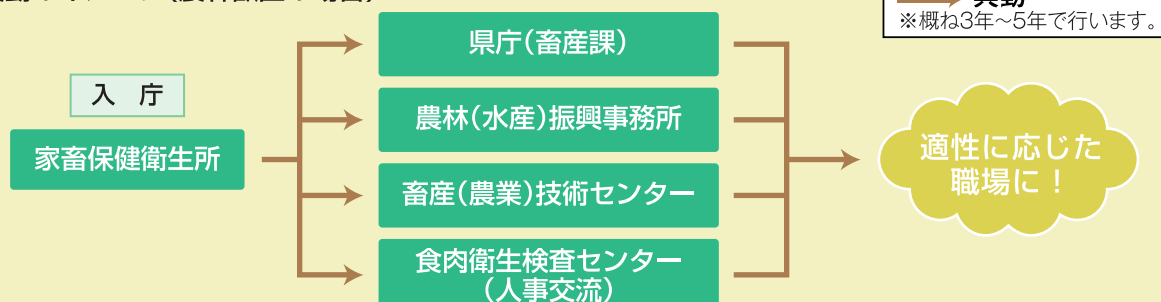 異動
※概ね3年〜5年で行います。
入 庁
家畜保健衛生所
県庁(畜産課)
農林(水産)振興事務所
畜産(農業)技術センター
食肉衛生検査センター
(人事交流)
適性に応じた
職場に!